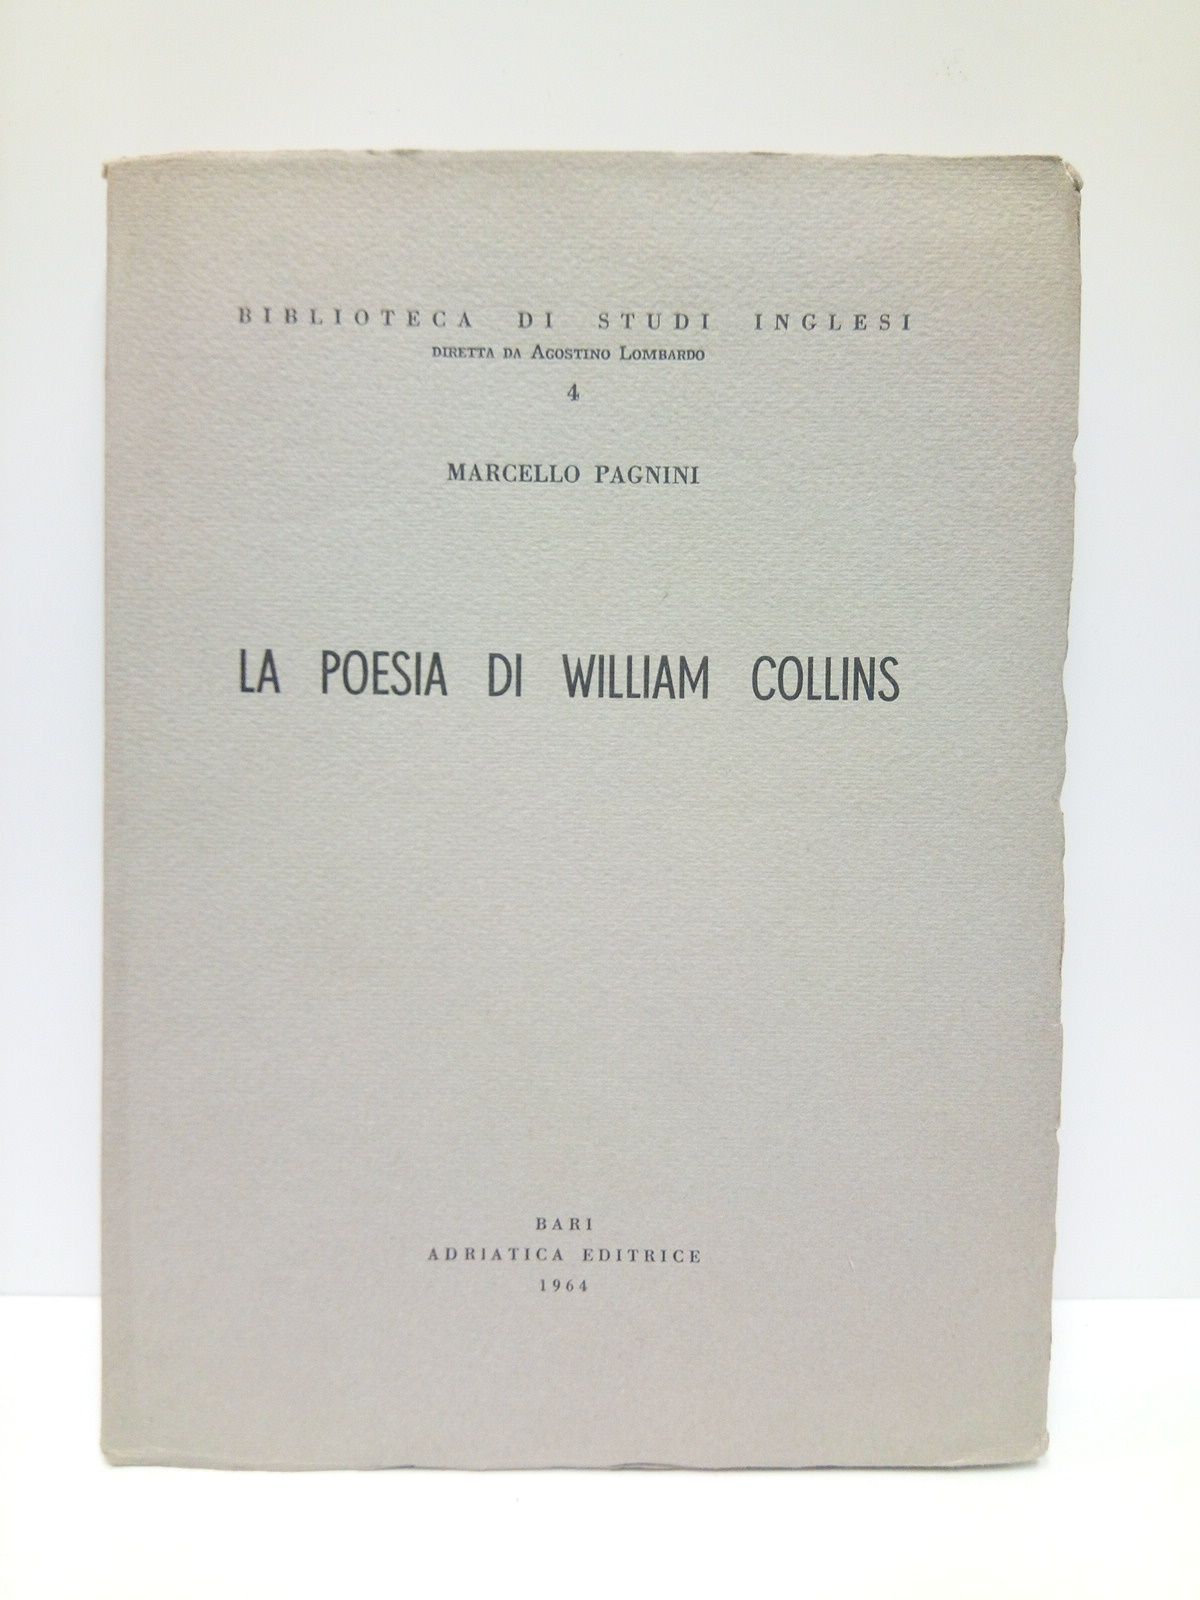 BIBLIOTECA DI STUDI INGLESI
DIRETTA DA AGOSTINO LOMBARDO
4
MARCELLO PAGNINI
LA POESIA DI WILLIAM COLLINS
BARI
ADRIATICA EDITRICE
1964